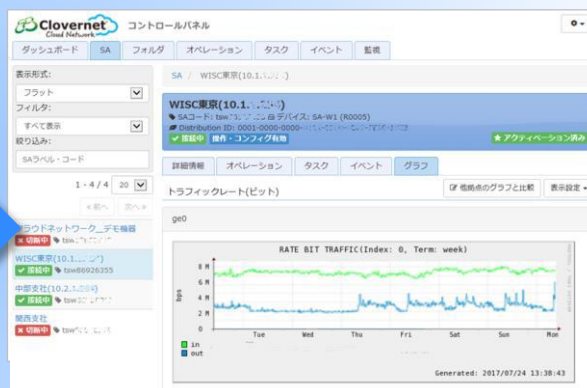 Clovernet
Cloud Network
コントロールパネル
ダッシュボード SA フォルダ オペレーション タスク イベント 監視
表示形式:
フラット
フィルタ:
すべて表示
絞り込み:
SAラベル・コード
1 - 4 / 4 20
« 前へ 次へ »
ラウドネットワーク__デモ機器
切断中
WISC東京(10.1.
接続中 tsw86926355
中部支社(10.2.
接続中
関西支社
切断中
SA / WISC東京(10.1.
WISC東京(10.1.
SAコード: デバイス: SA-W1 (R0005)
Distribution ID: 0001-0000-0000-
接続中 操作・コンフィグ有効
アクティベーション済み
詳細情報 オペレーション タスク イベント グラフ
トラフィックレート(ビット)
他拠点のグラフと比較 表示設定
ge0
RATE BIT TRAFFIC(Index: 0, Term: week)
8 M
6 M
4 M
2 M
0
bps
Tue Wed Thu Fri Sat Sun Mon
in
out
Generated: 2017/07/24 13:38:43